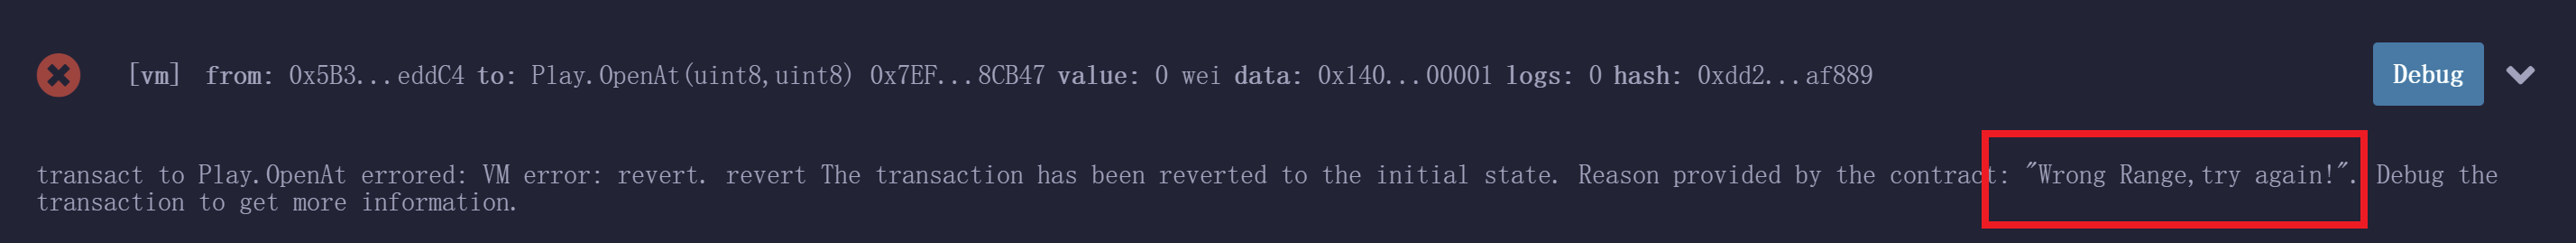 [vm] from: 0x5B3...eddC4 to: Play.OpenAt(uint8,uint8) 0x7EF...8CB47 value: 0 wei data: 0x140...00001 logs: 0 hash: 0xdd2...af889 Debug
transact to Play.OpenAt errored: VM error: revert. revert The transaction has been reverted to the initial state. Reason provided by the contract: "Wrong Range,try again!". Debug the
transaction to get more information.